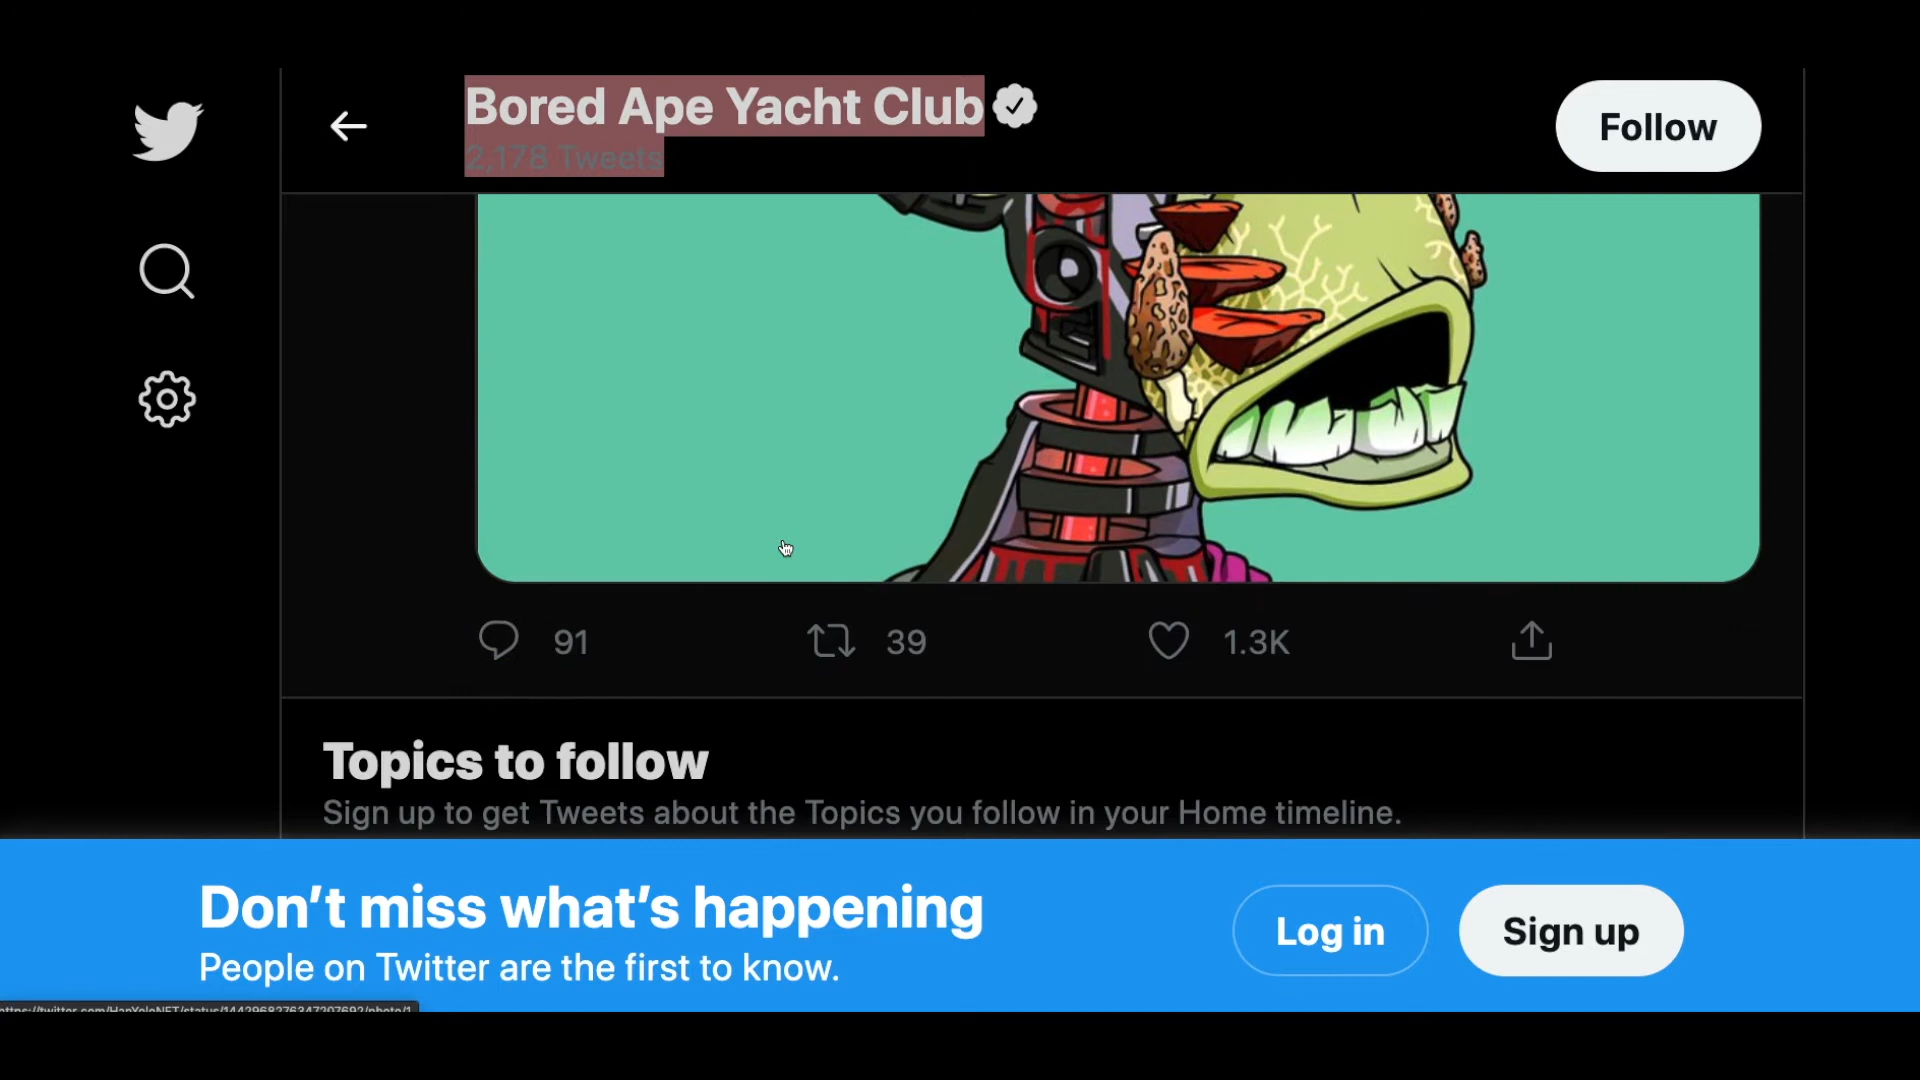 Bored Ape Yacht Club
2,178 Tweets
Follow
91
39
1.3K
Topics to follow
Sign up to get Tweets about the Topics you follow in your Home timeline.
Don't miss what's happening
People on Twitter are the first to know.
Log in
Sign up